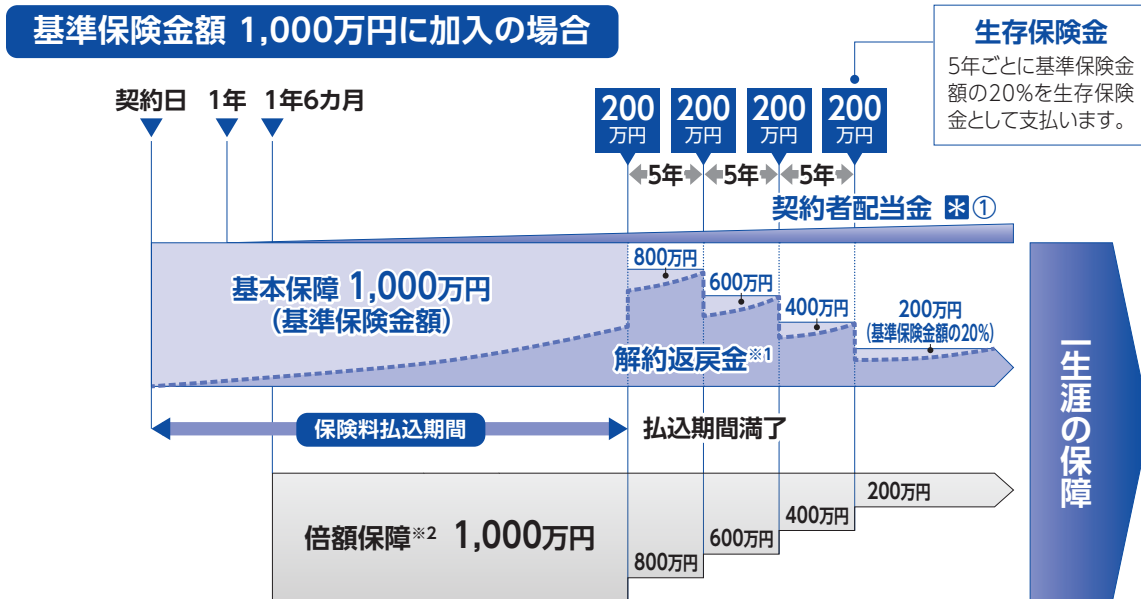 基準保険金額 1,000万円に加入の場合
生存保険金
5年ごとに基準保険金
額の20%を生存保険
金として支払います。
契約日 1年 1年6カ月
200
万円
200
万円
200
万円
200
万円
5年 5年 5年
契約者配当金 *①
基本保障 1,000万円
(基準保険金額)
800万円
600万円
400万円
200万円
(基準保険金額の20%)
解約返戻金※1
保険料払込期間
払込期間満了
倍額保障※2 1,000万円
800万円
600万円
400万円
200万円
一生涯の保障